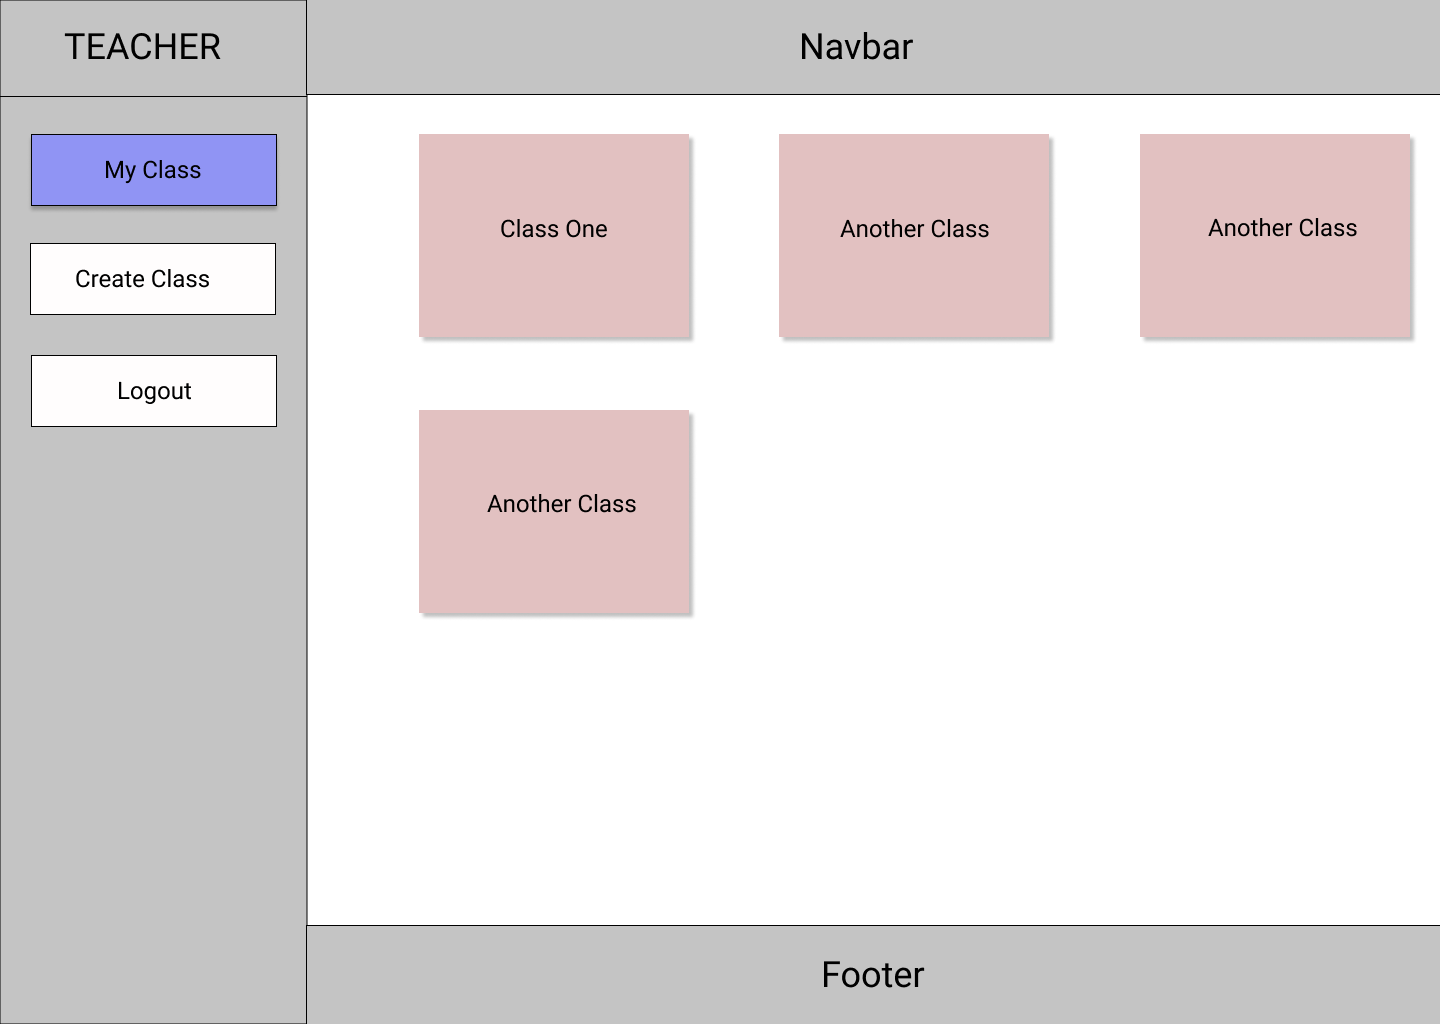 TEACHER
Navbar
My Class
Create Class
Logout
Class One
Another Class
Another Class
Another Class
Footer